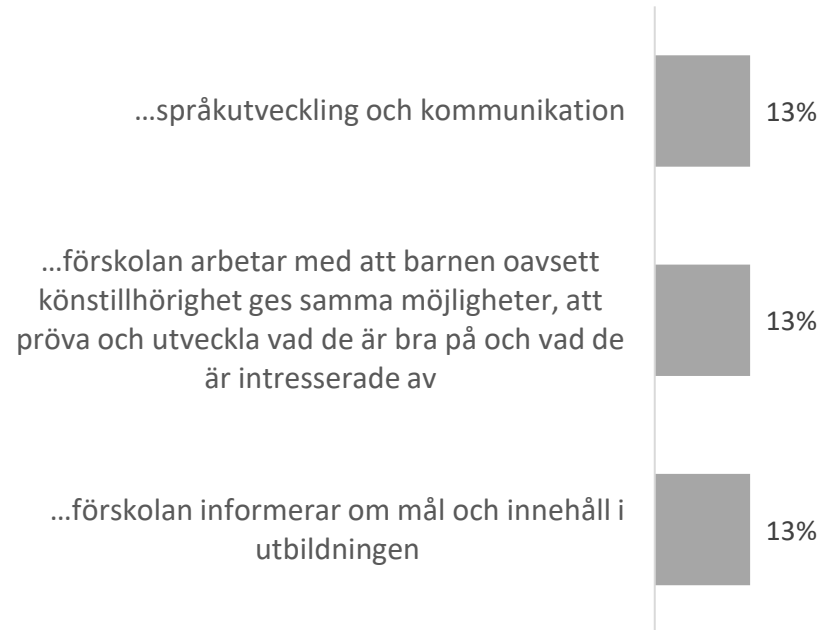 ...språkutveckling och kommunikation
13%
...förskolan arbetar med att barnen oavsett
könstillhörighet ges samma möjligheter, att
pröva och utveckla vad de är bra på och vad de
är intresserade av
13%
...förskolan informerar om mål och innehåll i
utbildningen
13%